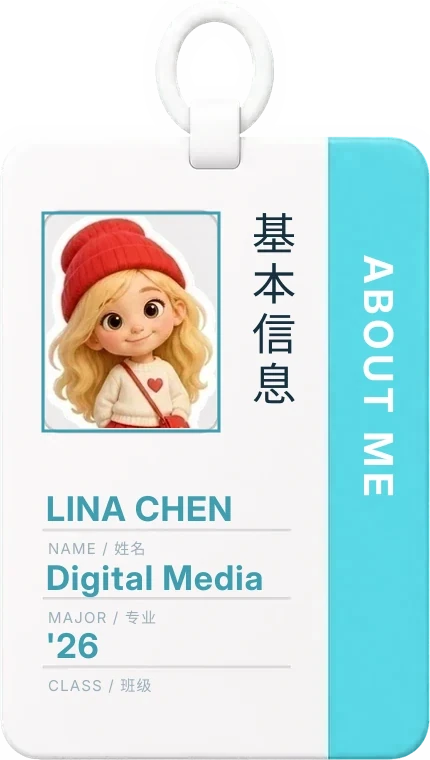 基本信息
ABOUT ME
LINA CHEN
NAME / 姓名
Digital Media
MAJOR / 专业
'26
CLASS / 班级